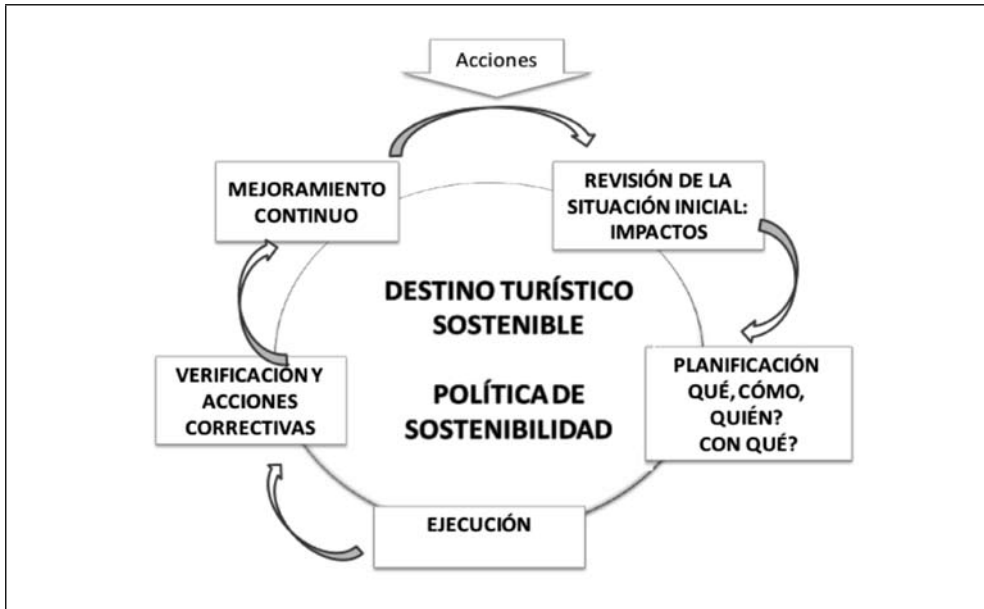 Acciones
MEJORAMIENTO
CONTINUO
REVISIÓN DE LA
SITUACIÓN INICIAL:
IMPACTOS
DESTINO TURÍSTICO
SOSTENIBLE
POLÍTICA DE
SOSTENIBILIDAD
PLANIFICACIÓN
QUÉ, CÓMO,
QUIÉN?
CON QUÉ?
VERIFICACIÓN Y
ACCIONES
CORRECTIVAS
EJECUCIÓN